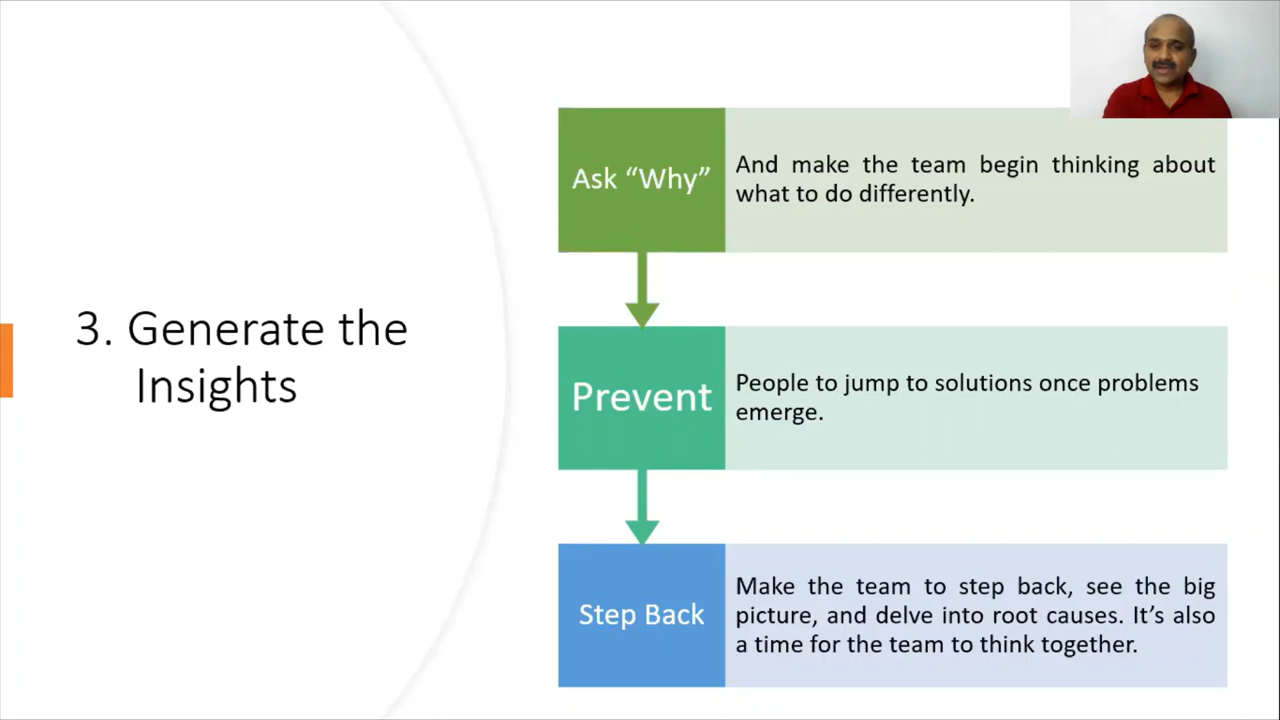 3. Generate the
Insights
Ask “Why”
And make the team begin thinking about
what to do differently.
Prevent
People to jump to solutions once problems
emerge.
Step Back
Make the team to step back, see the big
picture, and delve into root causes. It’s also
a time for the team to think together.